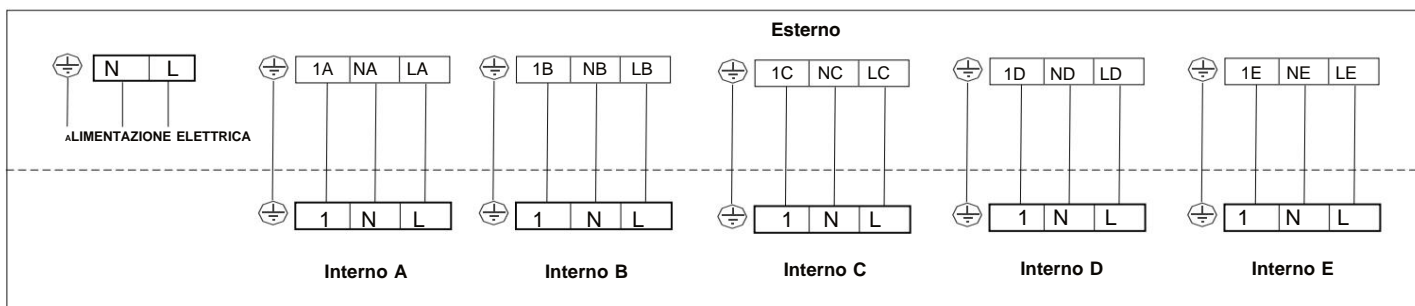 Esterno
N L
1A NA LA
1B NB LB
1C NC LC
1D ND LD
1E NE LE
ALIMENTAZIONE ELETTRICA
1 N L
1 N L
1 N L
1 N L
1 N L
Interno A
Interno B
Interno C
Interno D
Interno E